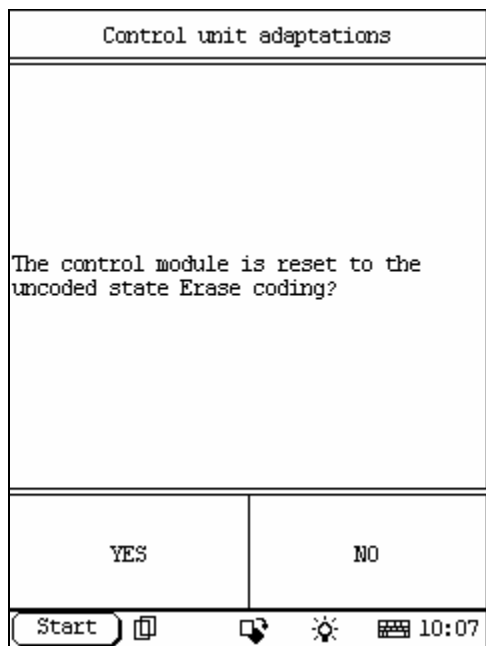 Control unit adaptations
The control module is reset to the
uncoded state Erase coding?
YES
NO
Start
10:07